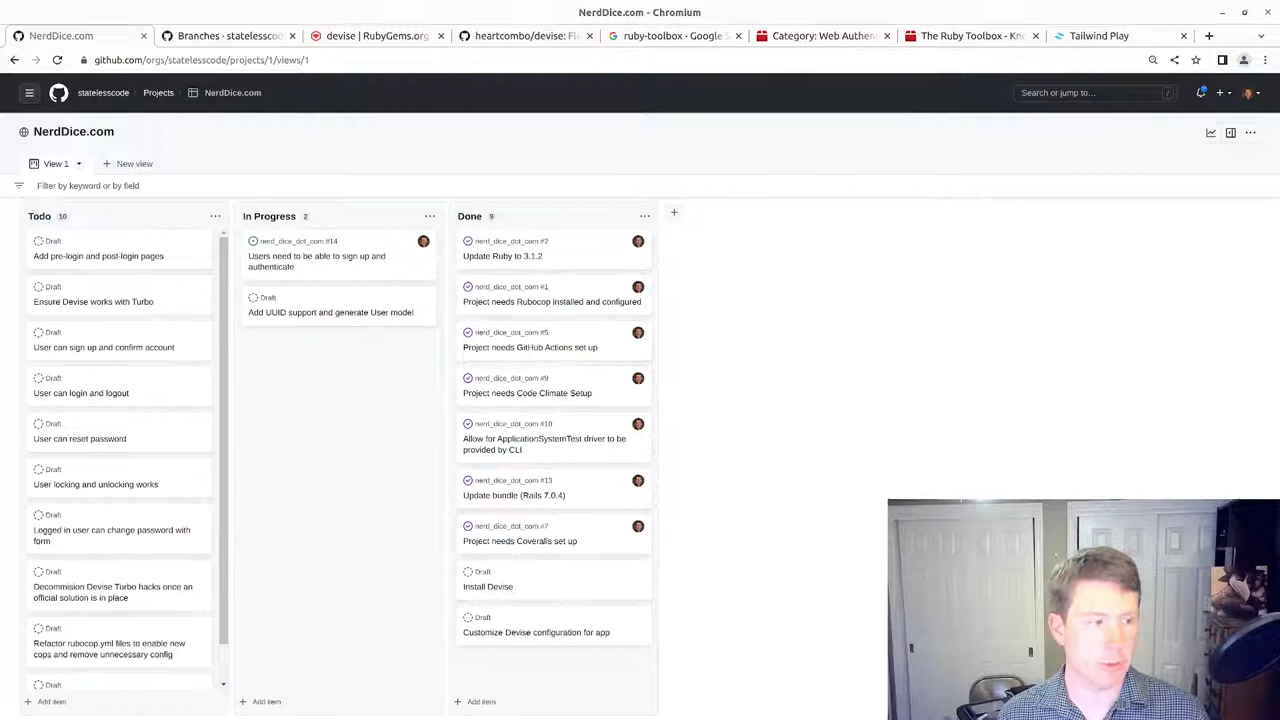 NerdDice.com - Chromium
NerdDice.com
Branches · statelesscod
devise | RubyGems.org
heartcombo/devise: Fle
ruby-toolbox - Google S
Category: Web Authenti
The Ruby Toolbox - Kno
Tailwind Play
github.com/orgs/statelesscode/projects/1/views/1
statelesscode
Projects
NerdDice.com
Search or jump to…
/
NerdDice.com
View 1
New view
Filter by keyword or by field
Todo 10
Draft
Add pre-login and post-login pages
Draft
Ensure Devise works with Turbo
Draft
User can sign up and confirm account
Draft
User can login and logout
Draft
User can reset password
Draft
User locking and unlocking works
Draft
Logged in user can change password with
form
Draft
Decommision Devise Turbo hacks once an
official solution is in place
Draft
Refactor rubocop.yml files to enable new
cops and remove unnecessary config
Draft
Add item
In Progress 2
nerd_dice_dot_com #14
Users need to be able to sign up and
authenticate
Draft
Add UUID support and generate User model
Add item
Done 9
nerd_dice_dot_com #2
Update Ruby to 3.1.2
nerd_dice_dot_com #1
Project needs Rubocop installed and configured
nerd_dice_dot_com #5
Project needs GitHub Actions set up
nerd_dice_dot_com #9
Project needs Code Climate Setup
nerd_dice_dot_com #10
Allow for ApplicationSystemTest driver to be
provided by CLI
nerd_dice_dot_com #13
Update bundle (Rails 7.0.4)
nerd_dice_dot_com #7
Project needs Coveralls set up
Draft
Install Devise
Draft
Customize Devise configuration for app
Add item